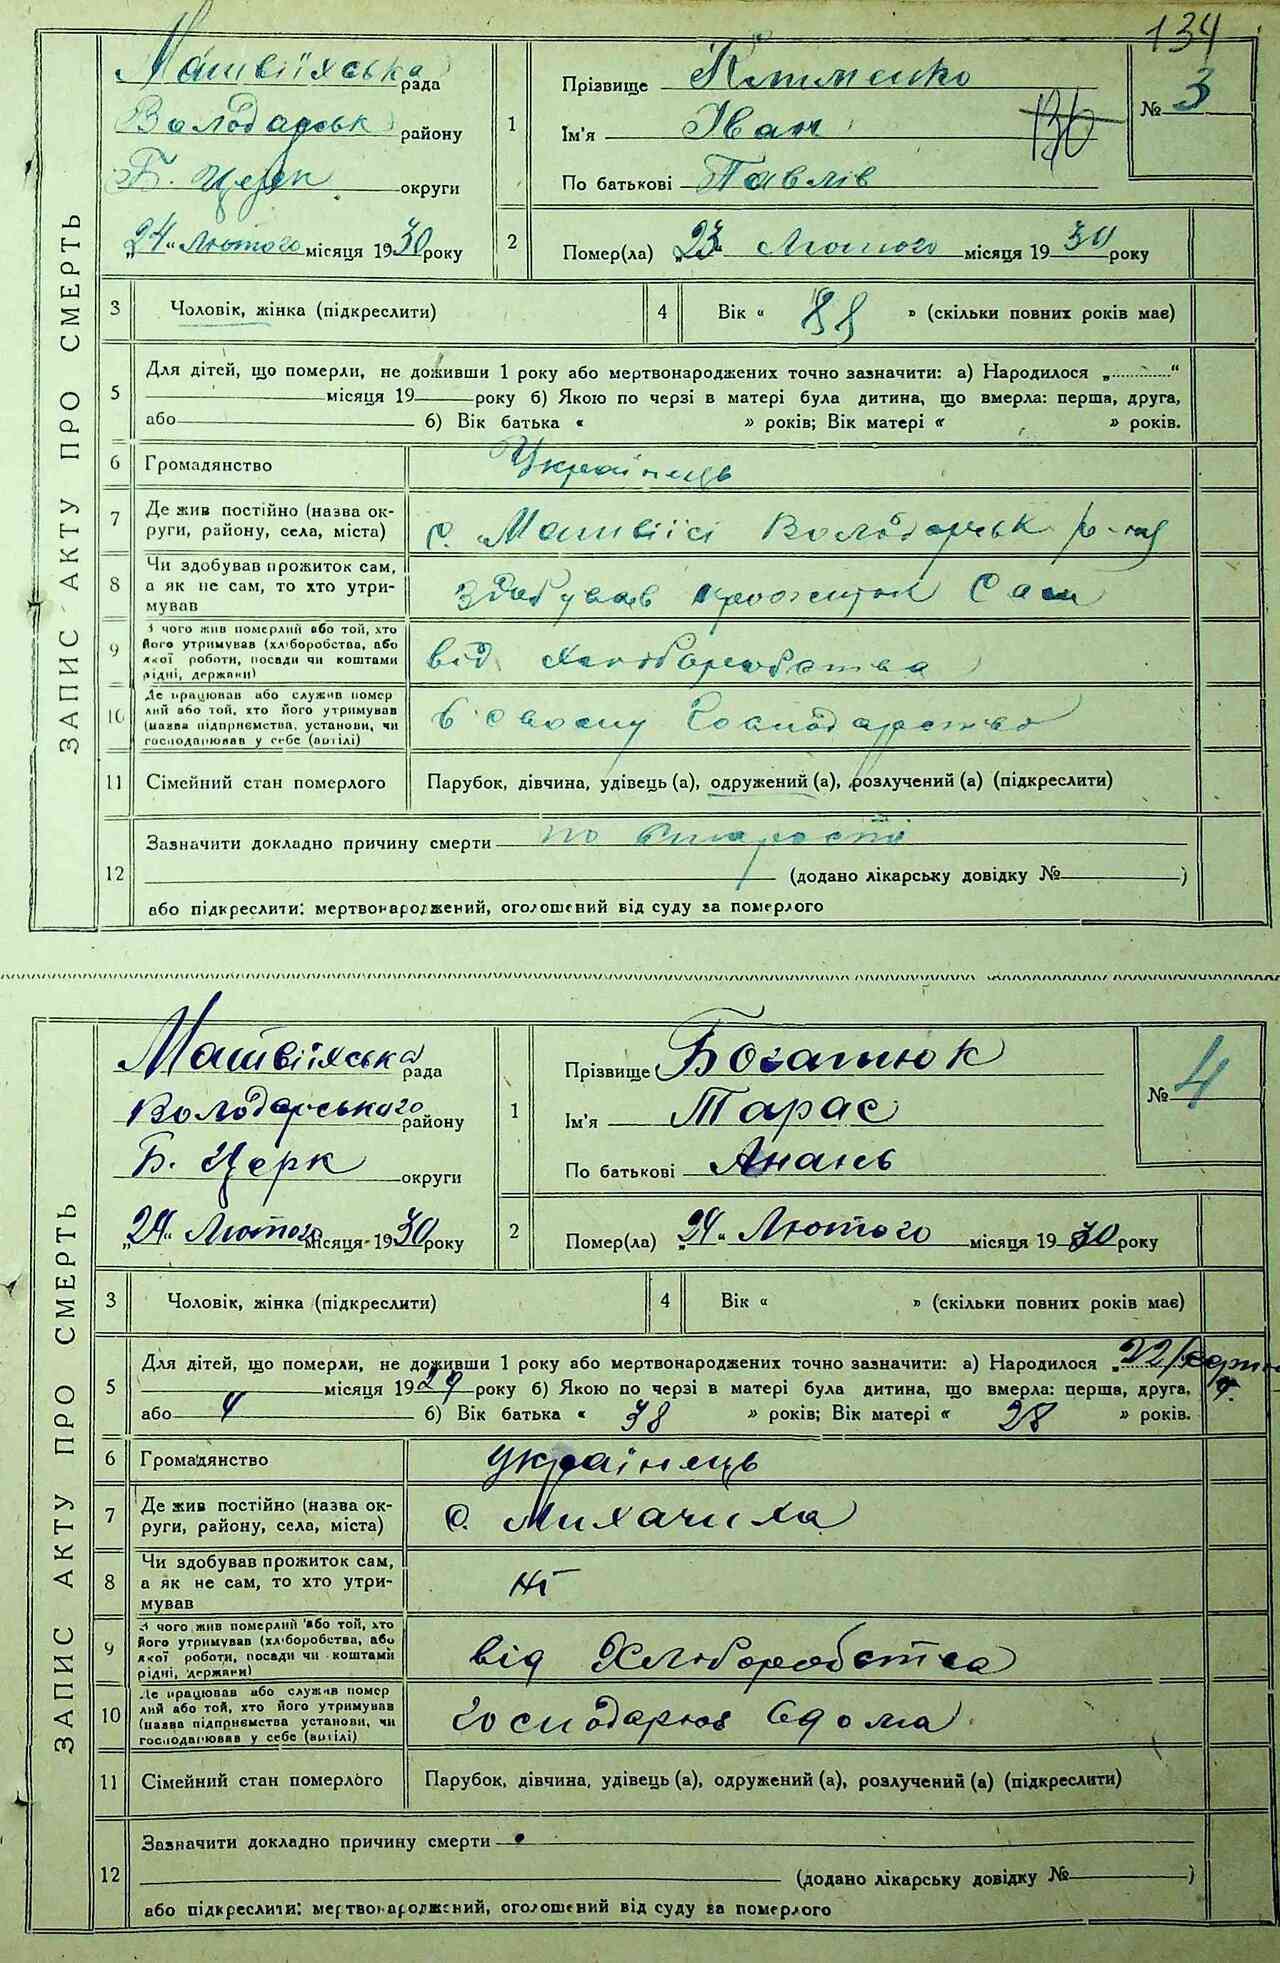 134
ЗАПИС АКТУ ПРО СМЕРТЬ
Матвіїхська рада
Володарськ району
Б. Церк округи
„24“ Лютого місяця 1930 року
1
Прізвище Клименко
Ім'я Іван
По батькові Павлів
136
№ 3
2
Помер(ла) „23“ Лютого місяця 1930 року
3 Чоловік, жінка (підкреслити)
4 Вік « 88 » (скільки повних років має)
5 Для дітей, що померли, не доживши 1 року або мертвонароджених точно зазначити: а) Народилося „ “
місяця 19 року б) Якою по черзі в матері була дитина, що вмерла: перша, друга,
або б) Вік батька « » років; Вік матері « » років.
6 Громадянство Українець
7 Де жив постійно (назва округи, району, села, міста) с. Матвіїсі Володарськ р-ну
8 Чи здобував прожиток сам, а як не сам, то хто утримував здобував прожиток Сам
9 З чого жив померлий або той, хто його утримував (хліборобства, або якої роботи, посади чи коштами рідні, держави) від хліборобства
10 Де працював або служив померлий або той, хто його утримував (назва підприємства, установи, чи господарював у себе (артілі) в своєму Господарстві
11 Сімейний стан померлого Парубок, дівчина, удівець (а), одружений (а), розлучений (а) (підкреслити)
12 Зазначити докладно причину смерти по старості
(додано лікарську довідку № )
або підкреслити: мертвонароджений, оголошений від суду за померлого
ЗАПИС АКТУ ПРО СМЕРТЬ
Матвіїхська рада
Володарського району
Б. Церк округи
„24“ Лютого місяця 1930 року
1
Прізвище Богатюк
Ім'я Тарас
По батькові Анань
№ 4
2
Помер(ла) „24“ Лютого місяця 1930 року
3 Чоловік, жінка (підкреслити)
4 Вік « » (скільки повних років має)
5 Для дітей, що померли, не доживши 1 року або мертвонароджених точно зазначити: а) Народилося „22/серпня
місяця 1929 року б) Якою по черзі в матері була дитина, що вмерла: перша, друга,
або 4 б) Вік батька « 38 » років; Вік матері « 28 » років.
6 Громадянство українець
7 Де жив постійно (назва округи, району, села, міста) с. Михачиха
8 Чи здобував прожиток сам, а як не сам, то хто утримував ні
9 З чого жив померлий або той, хто його утримував (хліборобства, або якої роботи, посади чи коштами рідні, держави) від Хліборобства
10 Де працював або служив померлий або той, хто його утримував (назва підприємства установи, чи господарював у себе (артілі) господарював вдома
11 Сімейний стан померлого Парубок, дівчина, удівець (а), одружений (а), розлучений (а) (підкреслити)
12 Зазначити докладно причину смерти
(додано лікарську довідку № )
або підкреслити: мертвонароджений, оголошений від суду за померлого